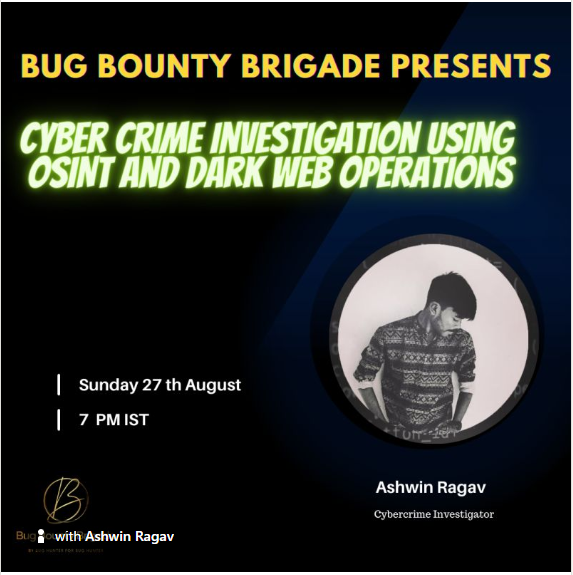 BUG BOUNTY BRIGADE PRESENTS
CYBER CRIME INVESTIGATION USING
OSINT AND DARK WEB OPERATIONS
Sunday 27 th August
7 PM IST
Ashwin Ragav
Cybercrime Investigator
B
Bug
with Ashwin Ragav